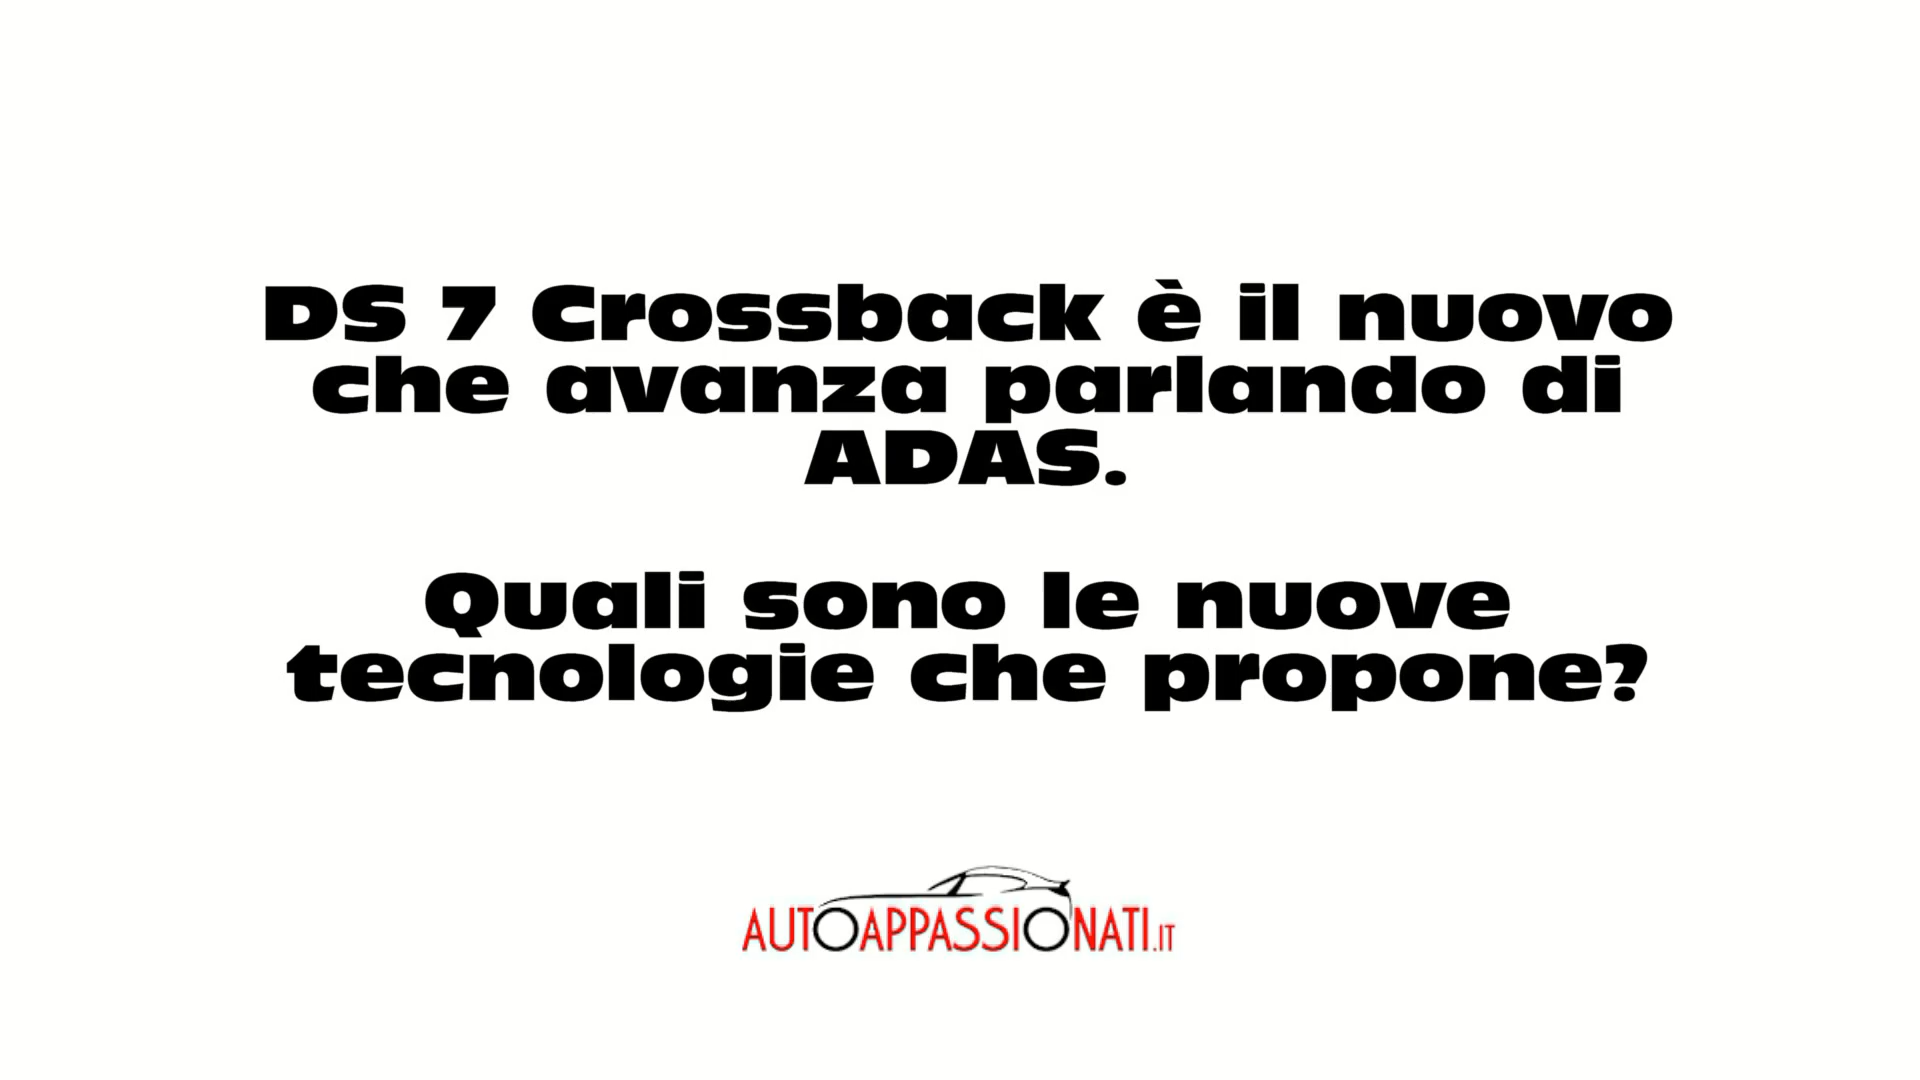 DS 7 Crossback è il nuovo
che avanza parlando di
ADAS.
Quali sono le nuove
tecnologie che propone?
AUTOAPPASSIONATI.IT